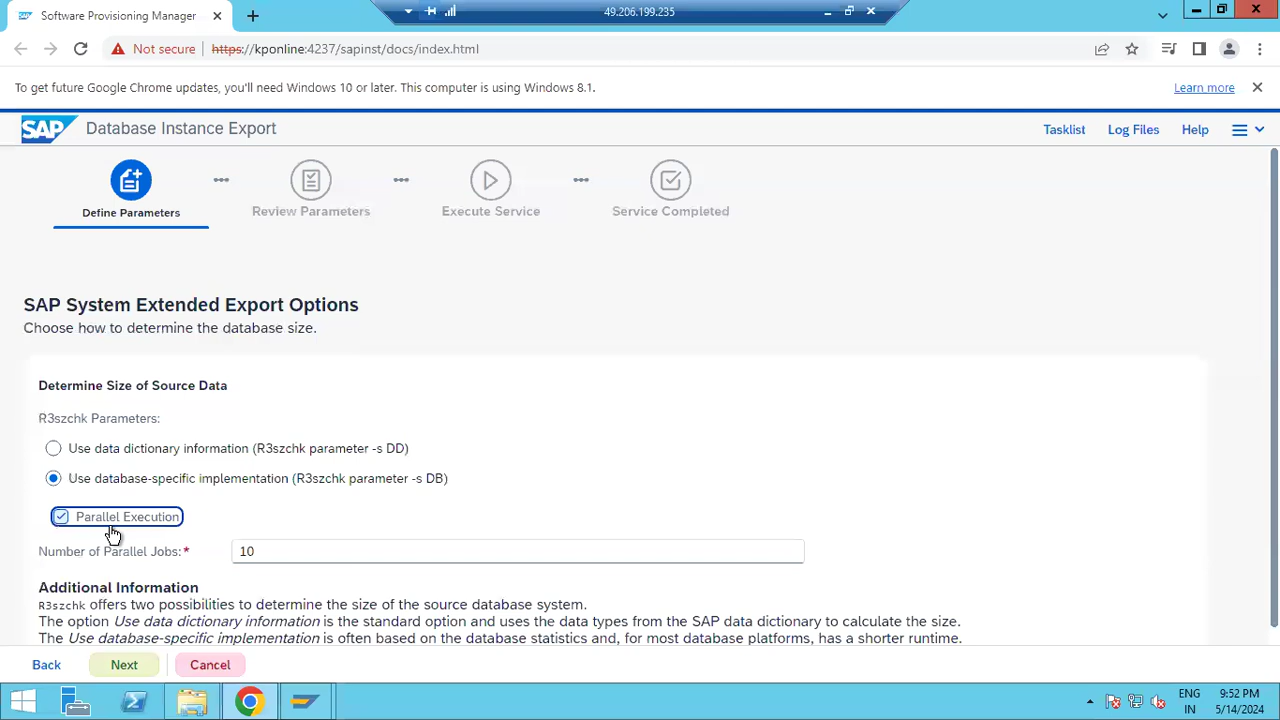 Software Provisioning Manager
49.206.199.235
Not secure https://kponline:4237/sapinst/docs/index.html
To get future Google Chrome updates, you'll need Windows 10 or later. This computer is using Windows 8.1.
Learn more
SAP Database Instance Export
Tasklist Log Files Help
Define Parameters Review Parameters Execute Service Service Completed
SAP System Extended Export Options
Choose how to determine the database size.
Determine Size of Source Data
R3szchk Parameters:
Use data dictionary information (R3szchk parameter -s DD)
Use database-specific implementation (R3szchk parameter -s DB)
Parallel Execution
Number of Parallel Jobs:* 10
Additional Information
R3szchk offers two possibilities to determine the size of the source database system.
The option Use data dictionary information is the standard option and uses the data types from the SAP data dictionary to calculate the size.
The Use database-specific implementation is often based on the database statistics and, for most database platforms, has a shorter runtime.
Back Next Cancel
ENG 9:52 PM
IN 5/14/2024